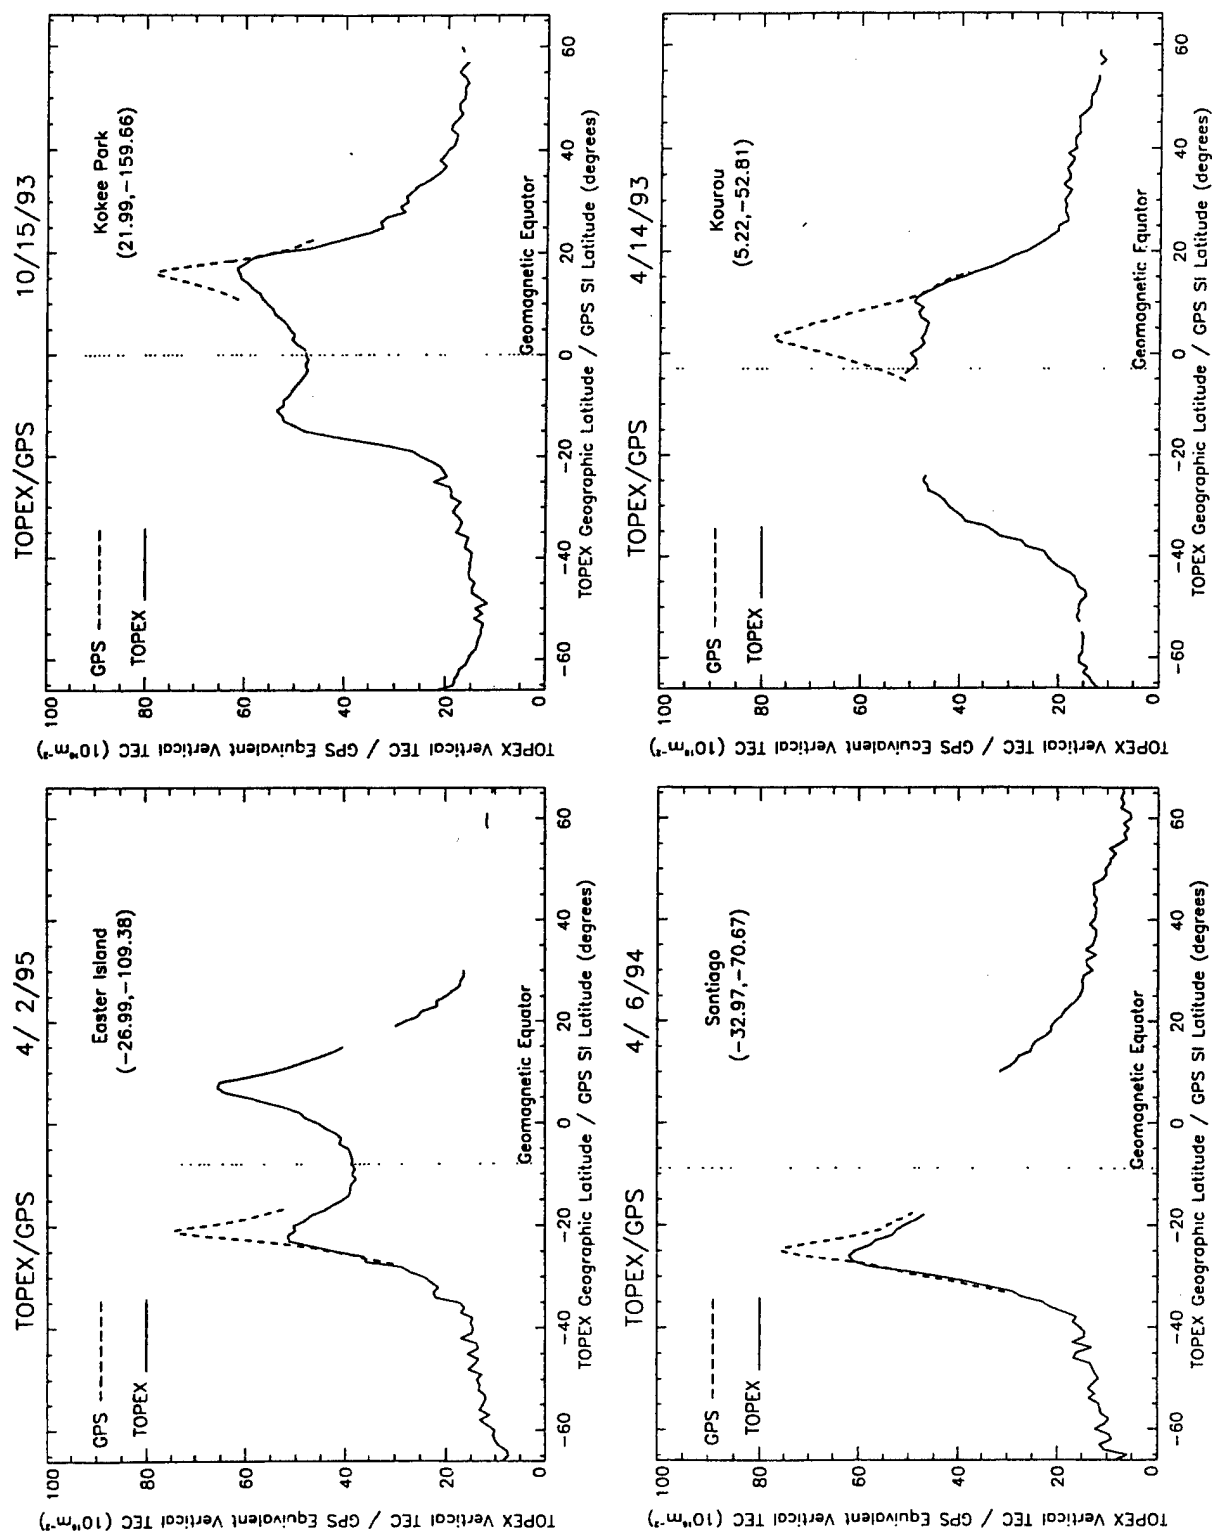 TOPEX/GPS 4/ 2/95
GPS
TOPEX
Easter Island
(−26.99,−109.38)
Geomagnetic Equator
100
80
60
40
20
0
−60
−40
−20
0
20
40
60
TOPEX Vertical TEC / GPS Equivalent Vertical TEC (10¹⁶m⁻²)
TOPEX Geographic Latitude / GPS SI Latitude (degrees)
TOPEX/GPS 10/15/93
GPS
TOPEX
Kokee Park
(21.99,−159.66)
Geomagnetic Equator
100
80
60
40
20
0
−60
−40
−20
0
20
40
60
TOPEX Vertical TEC / GPS Equivalent Vertical TEC (10¹⁶m⁻²)
TOPEX Geographic Latitude / GPS SI Latitude (degrees)
TOPEX/GPS 4/ 6/94
GPS
TOPEX
Santiago
(−32.97,−70.67)
Geomagnetic Equator
100
80
60
40
20
0
−60
−40
−20
0
20
40
60
TOPEX Vertical TEC / GPS Equivalent Vertical TEC (10¹⁶m⁻²)
TOPEX Geographic Latitude / GPS SI Latitude (degrees)
TOPEX/GPS 4/14/93
GPS
TOPEX
Kourou
(5.22,−52.81)
Geomagnetic Equator
100
80
60
40
20
0
−60
−40
−20
0
20
40
60
TOPEX Vertical TEC / GPS Equivalent Vertical TEC (10¹⁶m⁻²)
TOPEX Geographic Latitude / GPS SI Latitude (degrees)